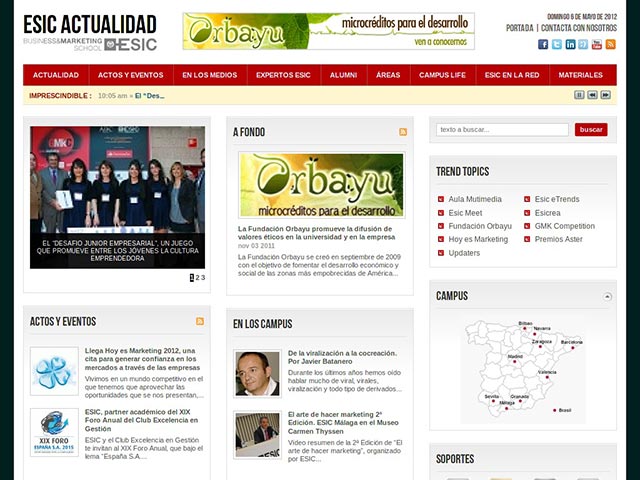 ESIC ACTUALIDAD
BUSINESS&MARKETING
SCHOOL ESIC
Orbayu
microcréditos para el desarrollo
ven a conocernos
DOMINGO 6 DE MAYO DE 2012
PORTADA | CONTACTA CON NOSOTROS
ACTUALIDAD
ACTOS Y EVENTOS
EN LOS MEDIOS
EXPERTOS ESIC
ALUMNI
ÁREAS
CAMPUS LIFE
ESIC EN LA RED
MATERIALES
IMPRESCINDIBLE : 10:05 am » El "Des...
EL "DESAFIO JUNIOR EMPRESARIAL", UN JUEGO
QUE PROMUEVE ENTRE LOS JÓVENES LA CULTURA
EMPRENDEDORA
1 2 3
ACTOS Y EVENTOS
Llega Hoy es Marketing 2012, una
cita para generar confianza en los
mercados a través de las empresas
Vivimos en un mundo competitivo en el
que tenemos que aprovechar las
oportunidades que se nos presentan,...
XIX FORO
ESPAÑA S.A. 2015
ESIC, partner académico del XIX
Foro Anual del Club Excelencia en
Gestión
ESIC y el Club Excelencia en Gestión
te invitan al XIX Foro Anual, que bajo el
lema "España S.A....
A FONDO
Orbayu
microcréditos para el desarrollo
La Fundación Orbayu promueve la difusión de
valores éticos en la universidad y en la empresa
nov 03 2011
La Fundación Orbayu se creó en septiembre de 2009
con el objetivo de fomentar el desarrollo económico y
social de las zonas más empobrecidas de América...
EN LOS CAMPUS
De la viralización a la cocreación.
Por Javier Batanero
Durante los últimos años hemos oído
hablar mucho de viral, virales,
viralización y todo tipo de derivados...
El arte de hacer marketing 2ª
Edición. ESIC Málaga en el Museo
Carmen Thyssen
Vídeo resumen de la 2ª Edición de "El
arte de hacer marketing", organizado
por ESIC...
texto a buscar...
buscar
TREND TOPICS
Aula Mutimedia
Esic eTrends
Esic Meet
Esicrea
Fundación Orbayu
GMK Competition
Hoy es Marketing
Premios Aster
Updaters
CAMPUS
Bilbao
Navarra
Zaragoza
Barcelona
Madrid
Valencia
Sevilla
Granada
Málaga
Brasil
SOPORTES